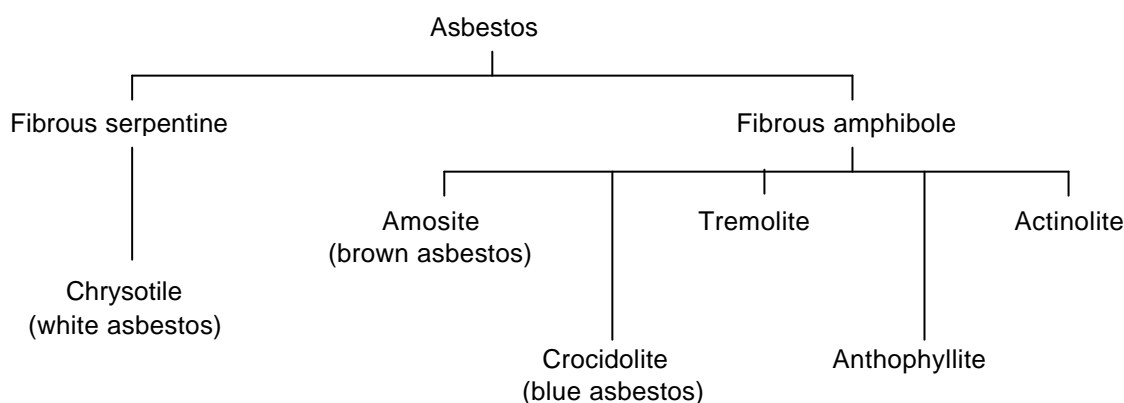 Asbestos
Fibrous serpentine
Fibrous amphibole
Amosite
(brown asbestos)
Tremolite
Actinolite
Chrysotile
(white asbestos)
Crocidolite
(blue asbestos)
Anthophyllite